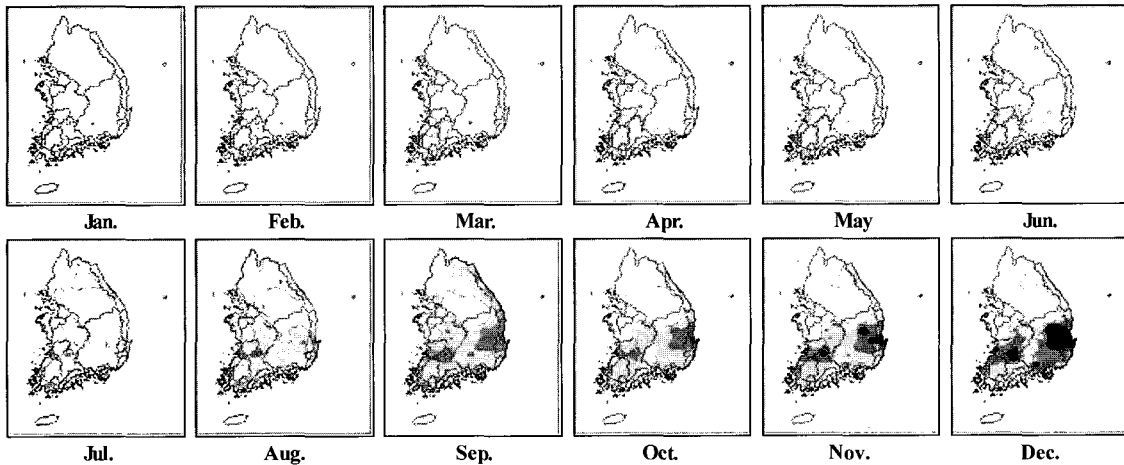 Jan. Feb. Mar. Apr. May Jun.
Jul. Aug. Sep. Oct. Nov. Dec.